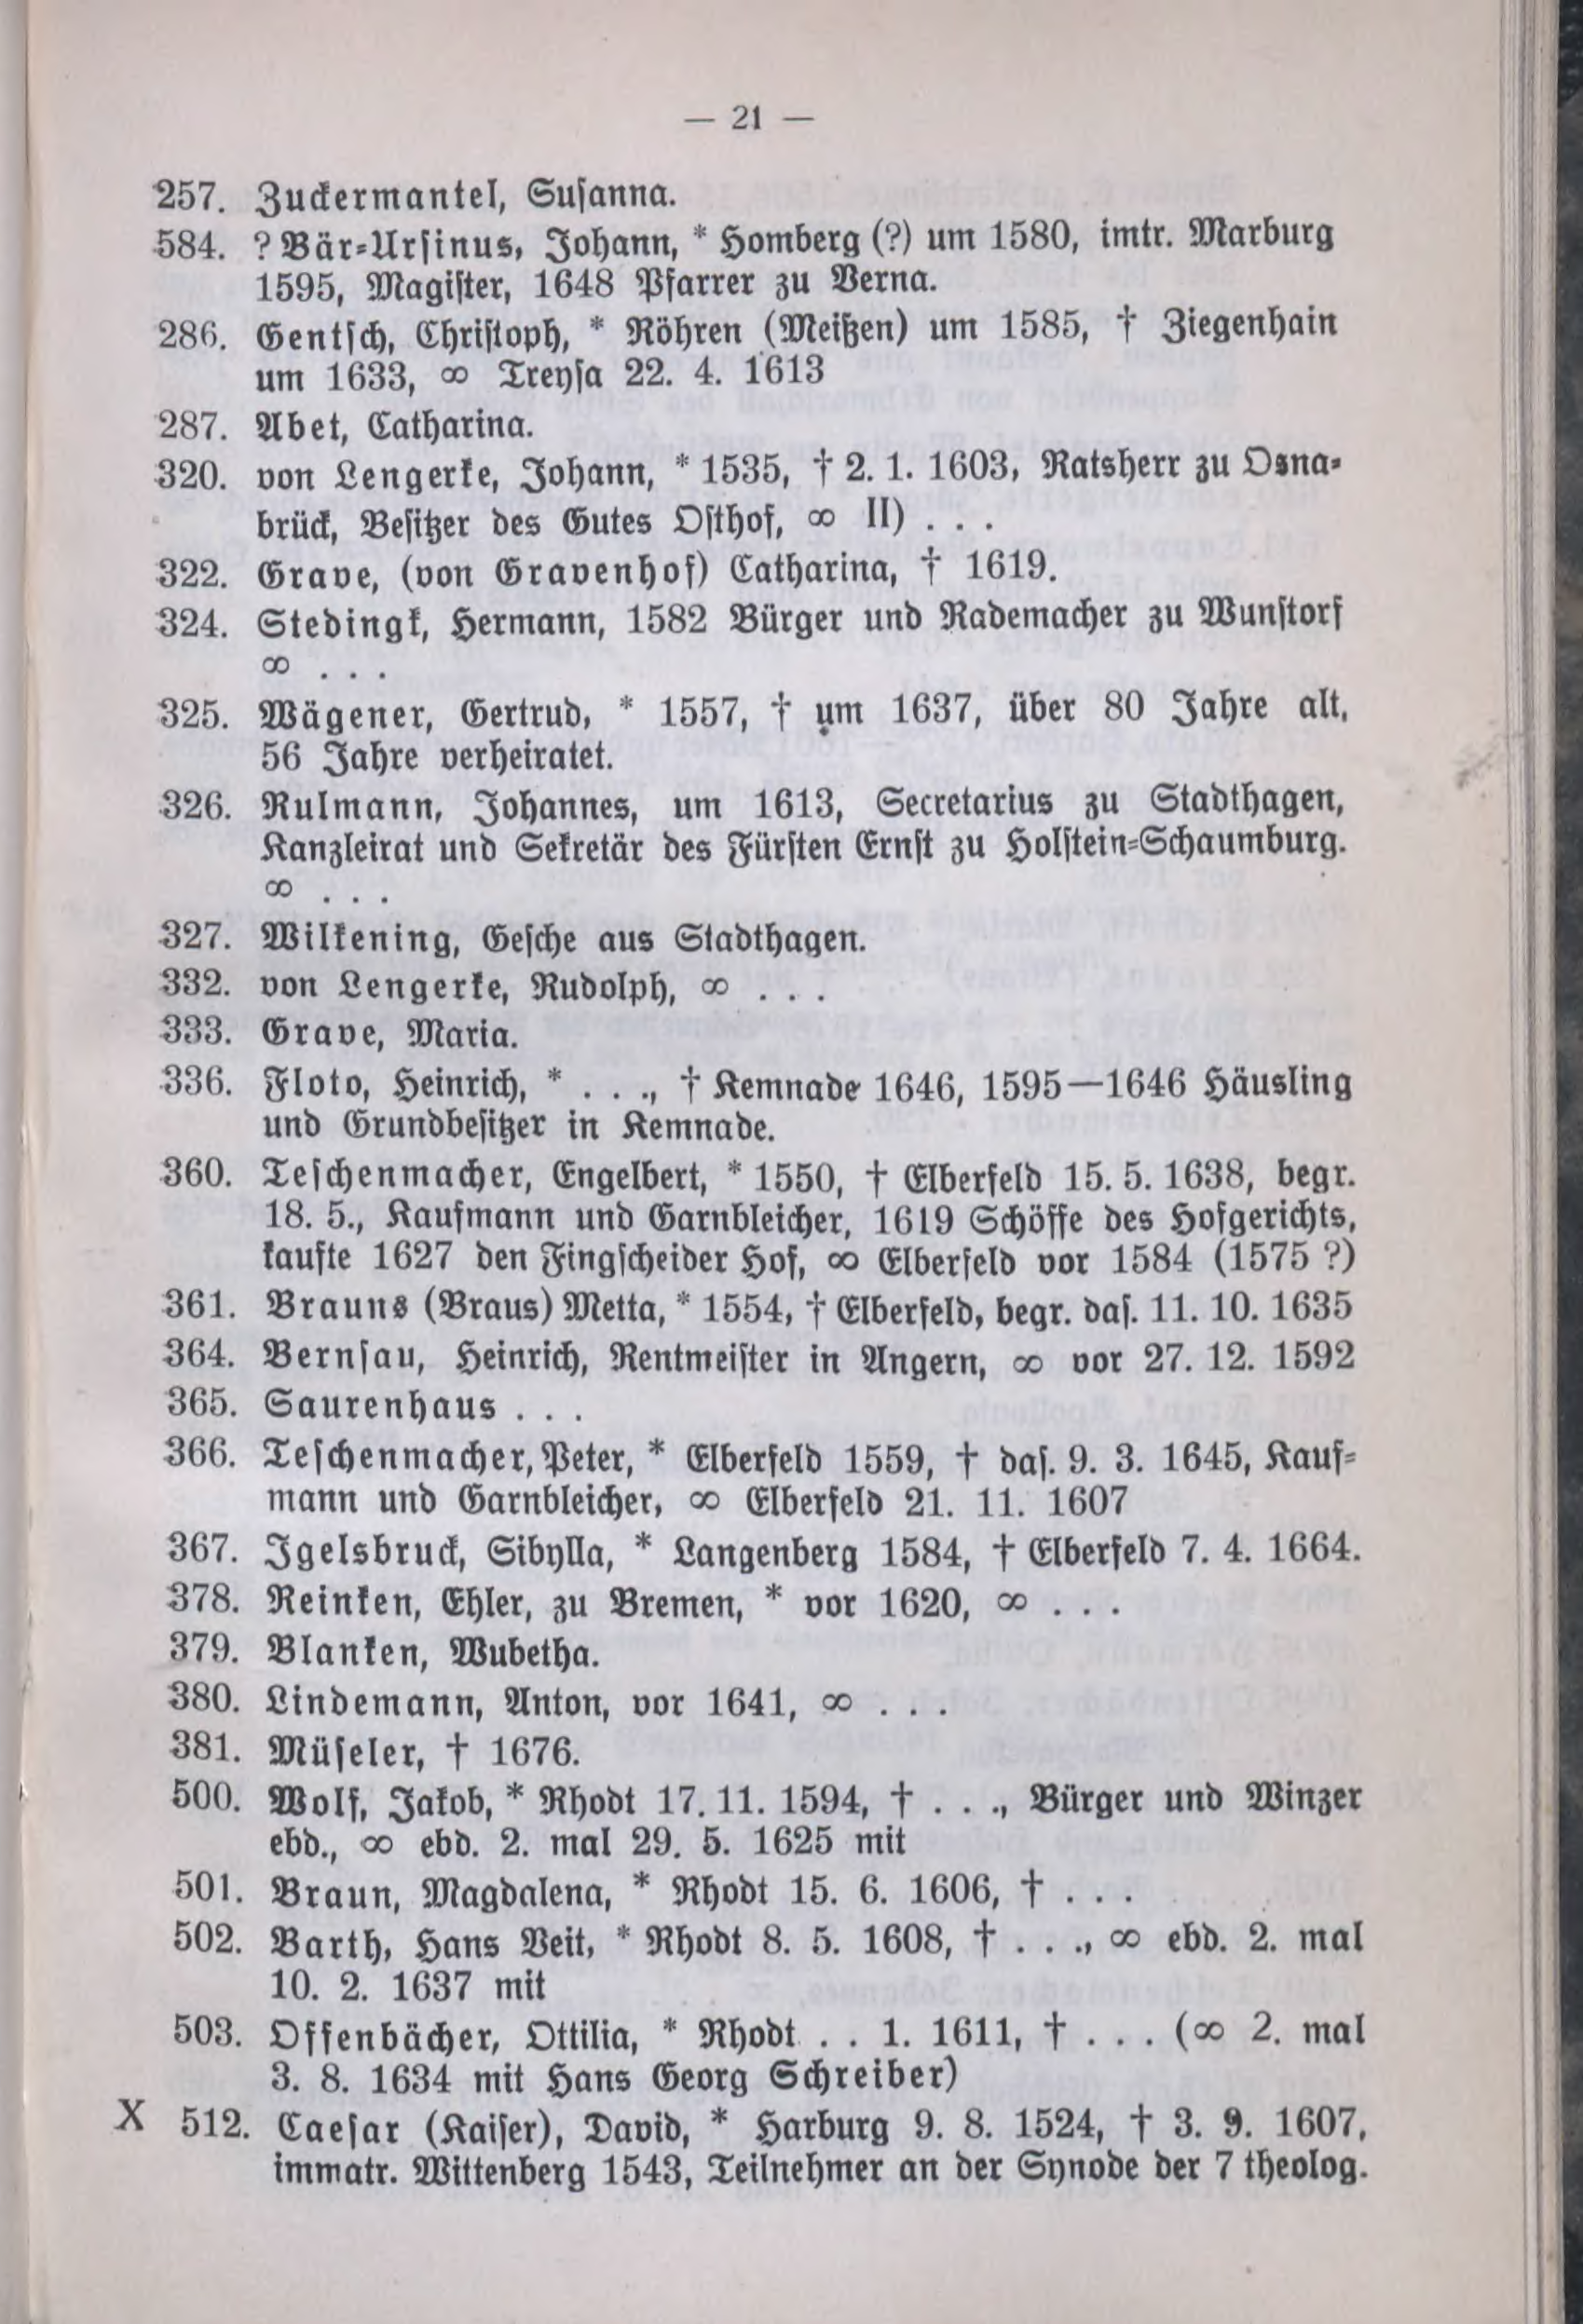 — 21 —
257. Zuckermantel, Susanna.
584. ? Bär-Ursinus, Johann, * Homberg (?) um 1580, imtr. Marburg
1595, Magister, 1648 Pfarrer zu Berna.
286. Gentsch, Christoph, * Röhren (Meißen) um 1585, † Ziegenhain
um 1633, ∞ Treysa 22. 4. 1613
287. Abet, Catharina.
320. von Lengerke, Johann, * 1535, † 2. 1. 1603, Ratsherr zu Osna-
brück, Besitzer des Gutes Osthof, ∞ II) . . .
322. Grave, (von Gravenhof) Catharina, † 1619.
324. Stedingk, Hermann, 1582 Bürger und Rademacher zu Wunstorf
∞ . . .
325. Wägener, Gertrud, * 1557, † um 1637, über 80 Jahre alt,
56 Jahre verheiratet.
326. Rulmann, Johannes, um 1613, Secretarius zu Stadthagen,
Kanzleirat und Sekretär des Fürsten Ernst zu Holstein-Schaumburg.
∞ . . .
327. Wilkening, Gesche aus Stadthagen.
332. von Lengerke, Rudolph, ∞ . . .
333. Grave, Maria.
336. Floto, Heinrich, * . . ., † Kemnade 1646, 1595—1646 Häusling
und Grundbesitzer in Kemnade.
360. Teschenmacher, Engelbert, * 1550, † Elberfeld 15. 5. 1638, begr.
18. 5., Kaufmann und Garnbleicher, 1619 Schöffe des Hofgerichts,
kaufte 1627 den Fingscheider Hof, ∞ Elberfeld vor 1584 (1575 ?)
361. Brauns (Braus) Metta, * 1554, † Elberfeld, begr. das. 11. 10. 1635
364. Bernsau, Heinrich, Rentmeister in Angern, ∞ vor 27. 12. 1592
365. Saurenhaus . . .
366. Teschenmacher, Peter, * Elberfeld 1559, † das. 9. 3. 1645, Kauf-
mann und Garnbleicher, ∞ Elberfeld 21. 11. 1607
367. Igelsbruck, Sibylla, * Langenberg 1584, † Elberfeld 7. 4. 1664.
378. Reinken, Ehler, zu Bremen, * vor 1620, ∞ . . .
379. Blanken, Wubetha.
380. Lindemann, Anton, vor 1641, ∞ . . .
381. Müseler, † 1676.
500. Wolf, Jakob, * Rhodt 17. 11. 1594, † . . ., Bürger und Winzer
ebd., ∞ ebd. 2. mal 29. 5. 1625 mit
501. Braun, Magdalena, * Rhodt 15. 6. 1606, † . . .
502. Barth, Hans Veit, * Rhodt 8. 5. 1608, † . . ., ∞ ebd. 2. mal
10. 2. 1637 mit
503. Offenbächer, Ottilia, * Rhodt . . 1. 1611, † . . . (∞ 2. mal
3. 8. 1634 mit Hans Georg Schreiber)
X 512. Caesar (Kaiser), David, * Harburg 9. 8. 1524, † 3. 9. 1607,
immatr. Wittenberg 1543, Teilnehmer an der Synode der 7 theolog.